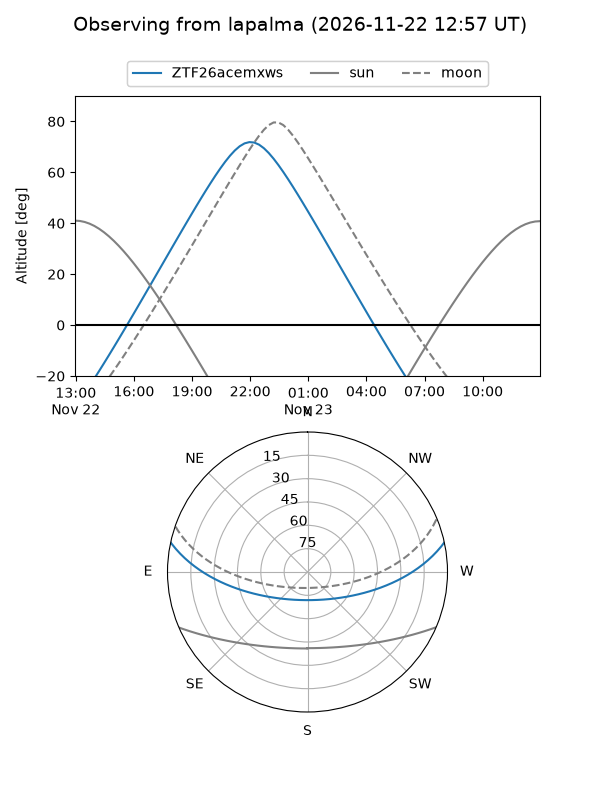 Observing from lapalma (2026-11-22 12:57 UT)
ZTF26acemxws sun moon
Altitude [deg]
80
60
40
20
0
−20
13:00 16:00 19:00 22:00 01:00 04:00 07:00 10:00
Nov 22 Nov 23
N
NE NW
15
30
45
60
75
E W
SE SW
S